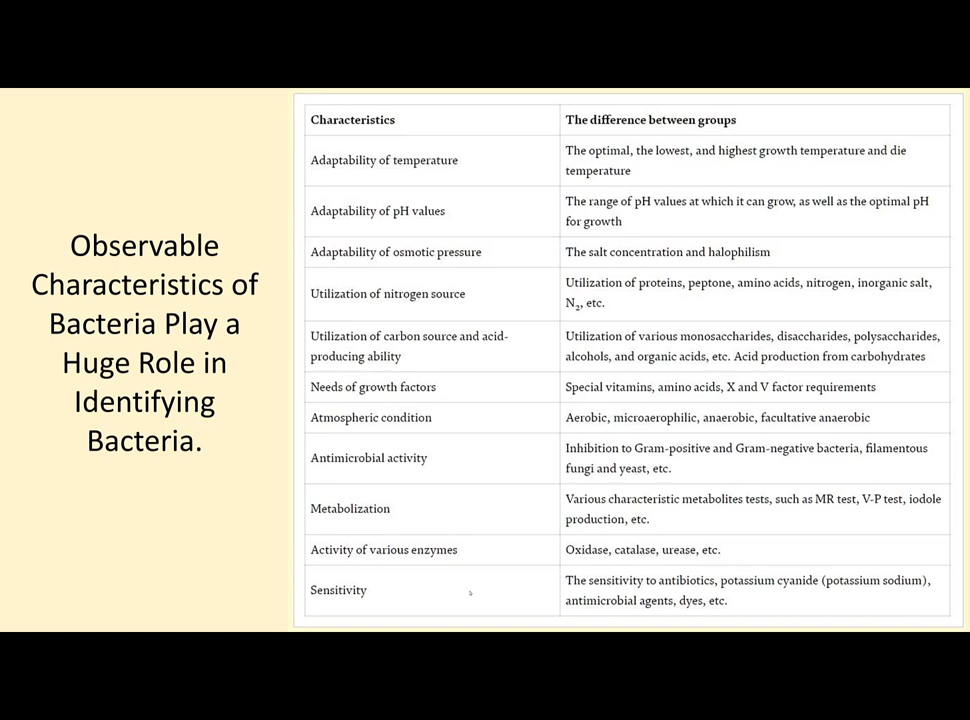 Observable
Characteristics of
Bacteria Play a
Huge Role in
Identifying
Bacteria.
Characteristics
The difference between groups
Adaptability of temperature
The optimal, the lowest, and highest growth temperature and die
temperature
Adaptability of pH values
The range of pH values at which it can grow, as well as the optimal pH
for growth
Adaptability of osmotic pressure
The salt concentration and halophilism
Utilization of nitrogen source
Utilization of proteins, peptone, amino acids, nitrogen, inorganic salt,
N₂, etc.
Utilization of carbon source and acid-
producing ability
Utilization of various monosaccharides, disaccharides, polysaccharides,
alcohols, and organic acids, etc. Acid production from carbohydrates
Needs of growth factors
Special vitamins, amino acids, X and V factor requirements
Atmospheric condition
Aerobic, microaerophilic, anaerobic, facultative anaerobic
Antimicrobial activity
Inhibition to Gram-positive and Gram-negative bacteria, filamentous
fungi and yeast, etc.
Metabolization
Various characteristic metabolites tests, such as MR test, V-P test, iodole
production, etc.
Activity of various enzymes
Oxidase, catalase, urease, etc.
Sensitivity
The sensitivity to antibiotics, potassium cyanide (potassium sodium),
antimicrobial agents, dyes, etc.